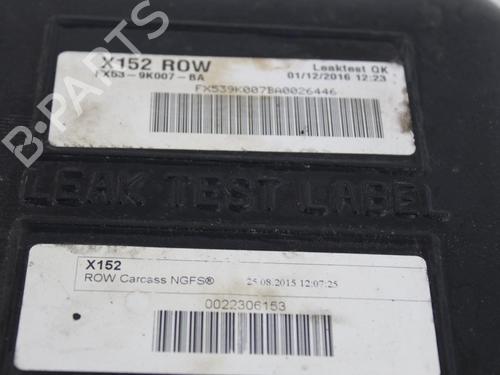 X152 ROW
Leaktest OK
FX53-9K007-BA
01/12/2016 12:23
FX539K007BA0026446
B-PARTS
LEAK TEST LABEL
X152
ROW Carcass NGFS®
25.08.2015 12:07:25
0022306153